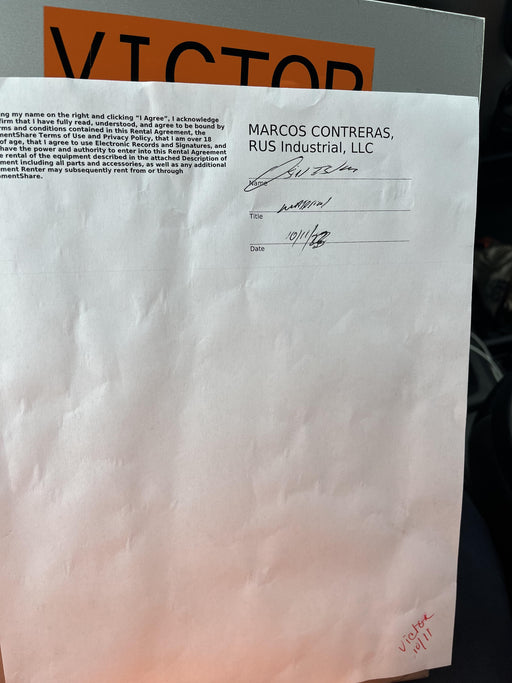 VICTOR
ng my name on the right and clicking “I Agree”, I acknowledge
firm that I have fully read, understood, and agree to be bound by
rms and conditions contained in this Rental Agreement, the
mentShare Terms of Use and Privacy Policy, that I am over 18
of age, that I agree to use Electronic Records and Signatures, and
have the power and authority to enter into this Rental Agreement
e rental of the equipment described in the attached Description of
ment including all parts and accessories, as well as any additional
ment Renter may subsequently rent from or through
pmentShare.
MARCOS CONTRERAS,
RUS Industrial, LLC
Name
Title
10/11/
Date
Victor
10/11